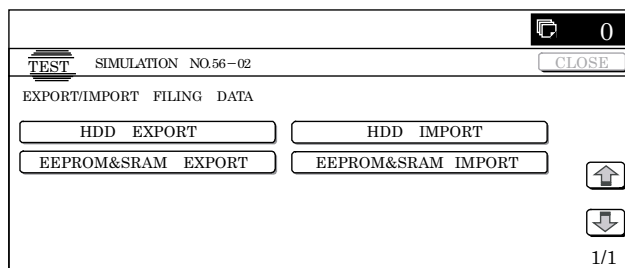 0
TEST SIMULATION NO.56-02 CLOSE
EXPORT/IMPORT FILING DATA
HDD EXPORT HDD IMPORT
EEPROM&SRAM EXPORT EEPROM&SRAM IMPORT
1/1